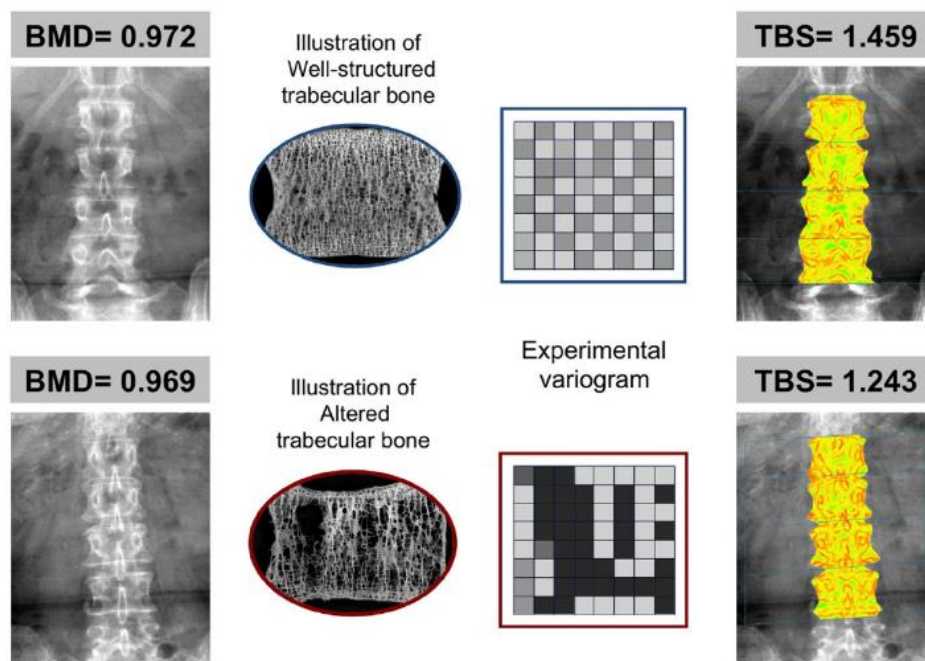 BMD= 0.972
Illustration of
Well-structured
trabecular bone
TBS= 1.459
Experimental
variogram
BMD= 0.969
Illustration of
Altered
trabecular bone
TBS= 1.243